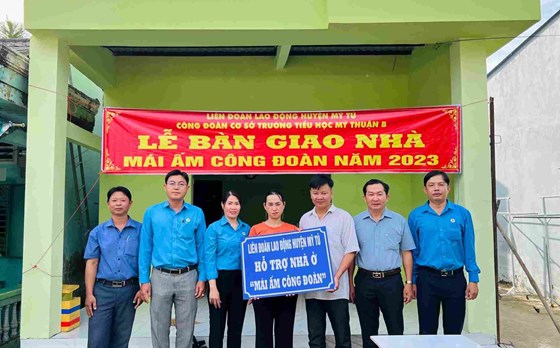 LIÊN ĐOÀN LAO ĐỘNG HUYỆN MỸ TÚ
CÔNG ĐOÀN CƠ SỞ TRƯỜNG TIỂU HỌC MỸ THUẬN B
LỄ BÀN GIAO NHÀ
MÁI ẤM CÔNG ĐOÀN NĂM 2023
LIÊN ĐOÀN LAO ĐỘNG HUYỆN MỸ TÚ
HỖ TRỢ NHÀ Ở
"MÁI ẤM CÔNG ĐOÀN"